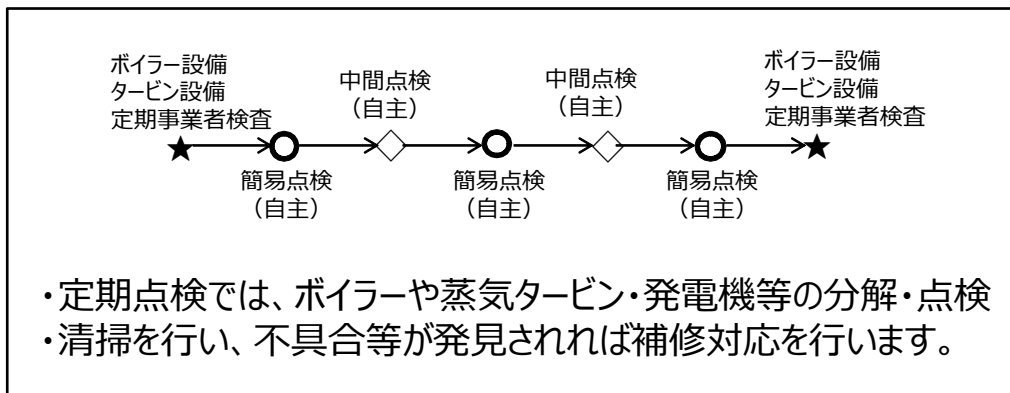 ボイラー設備
タービン設備
定期事業者検査
中間点検
（自主）
中間点検
（自主）
ボイラー設備
タービン設備
定期事業者検査
簡易点検
（自主）
簡易点検
（自主）
簡易点検
（自主）
・定期点検では、ボイラーや蒸気タービン・発電機等の分解・点検
・清掃を行い、不具合等が発見されれば補修対応を行います。